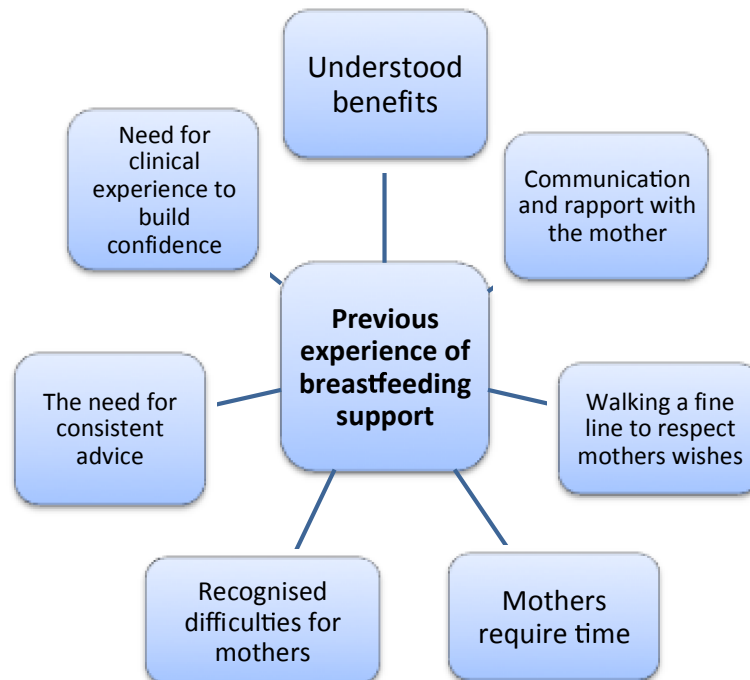 Understood
benefits
Need for
clinical
experience to
build
confidence
Communication
and rapport with
the mother
Previous
experience of
breastfeeding
support
The need for
consistent
advice
Walking a fine
line to respect
mothers wishes
Recognised
difficulties for
mothers
Mothers
require time